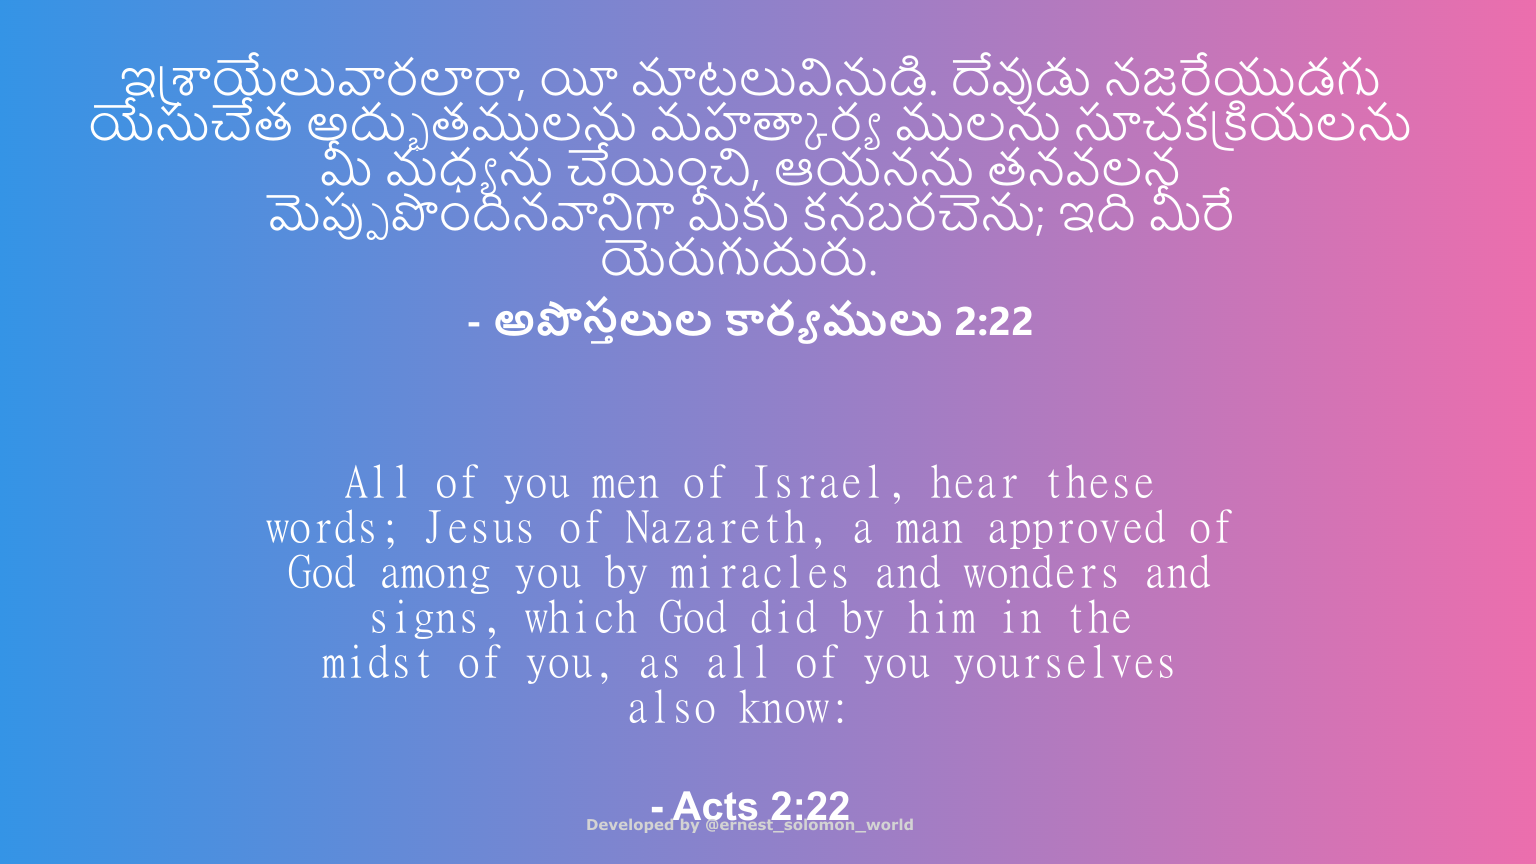 ఇశ్రాయేలువారలారా, యీ మాటలువినుడి. దేవుడు నజరేయుడగు
యేసుచేత అద్భుతములను మహత్కార్య ములను సూచకక్రియలను
మీ మధ్యను చేయించి, ఆయనను తనవలన
మెప్పుపొందినవానిగా మీకు కనబరచెను; ఇది మీరే
యెరుగుదురు.
- అపొస్తలుల కార్యములు 2:22
All of you men of Israel, hear these
words; Jesus of Nazareth, a man approved of
God among you by miracles and wonders and
signs, which God did by him in the
midst of you, as all of you yourselves
also know:
- Acts 2:22
Developed by @ernest_solomon_world